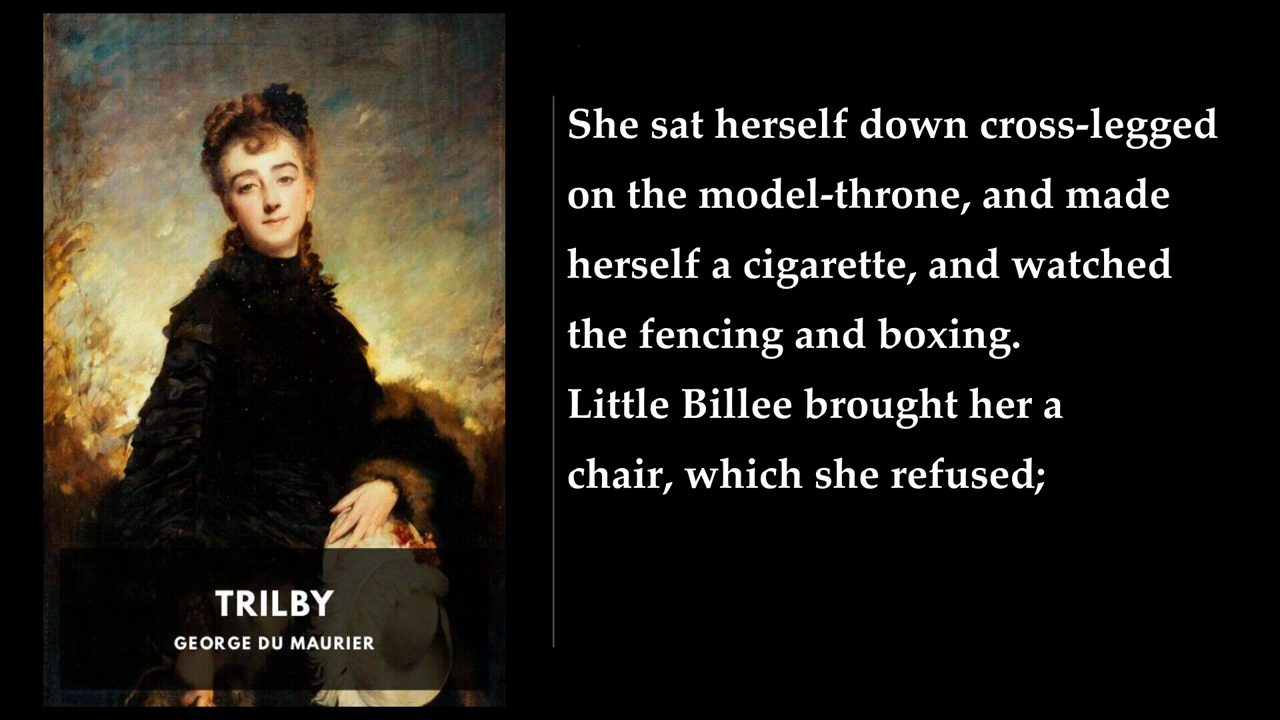 TRILBY
GEORGE DU MAURIER
She sat herself down cross-legged
on the model-throne, and made
herself a cigarette, and watched
the fencing and boxing.
Little Billee brought her a
chair, which she refused;